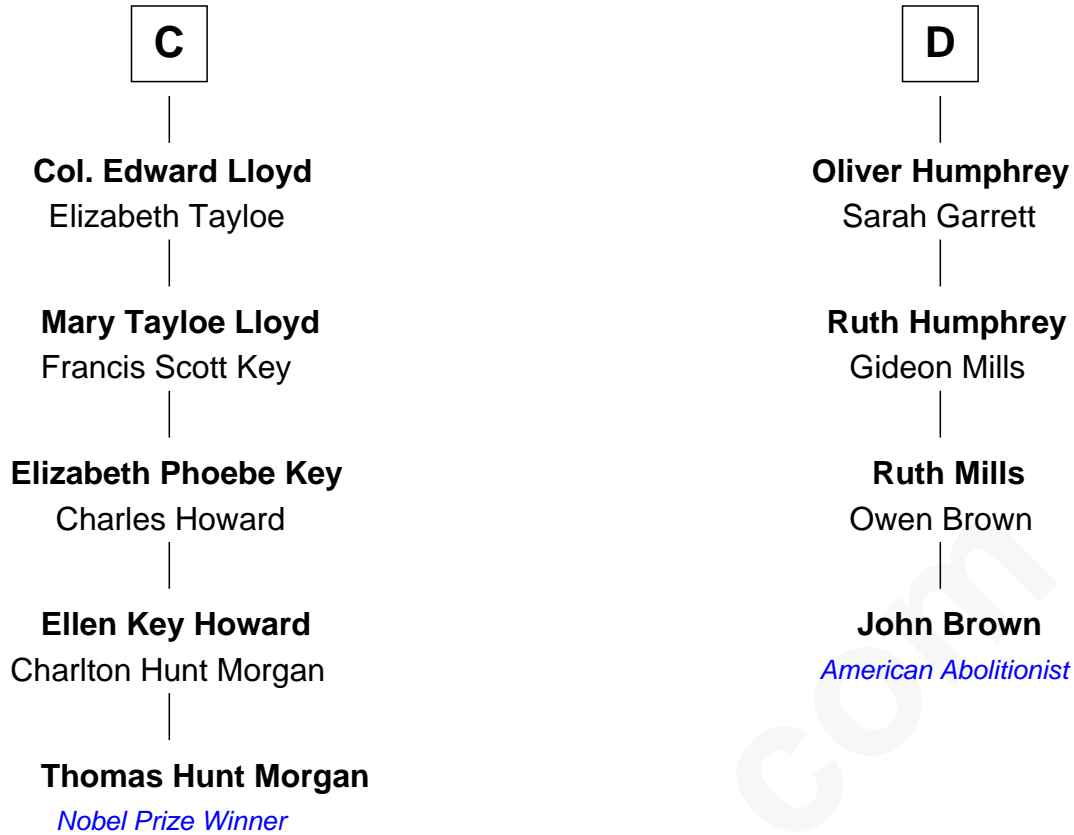 C
Col. Edward Lloyd
Elizabeth Tayloe
Mary Tayloe Lloyd
Francis Scott Key
Elizabeth Phoebe Key
Charles Howard
Ellen Key Howard
Charlton Hunt Morgan
Thomas Hunt Morgan
Nobel Prize Winner
D
Oliver Humphrey
Sarah Garrett
Ruth Humphrey
Gideon Mills
Ruth Mills
Owen Brown
John Brown
American Abolitionist
com